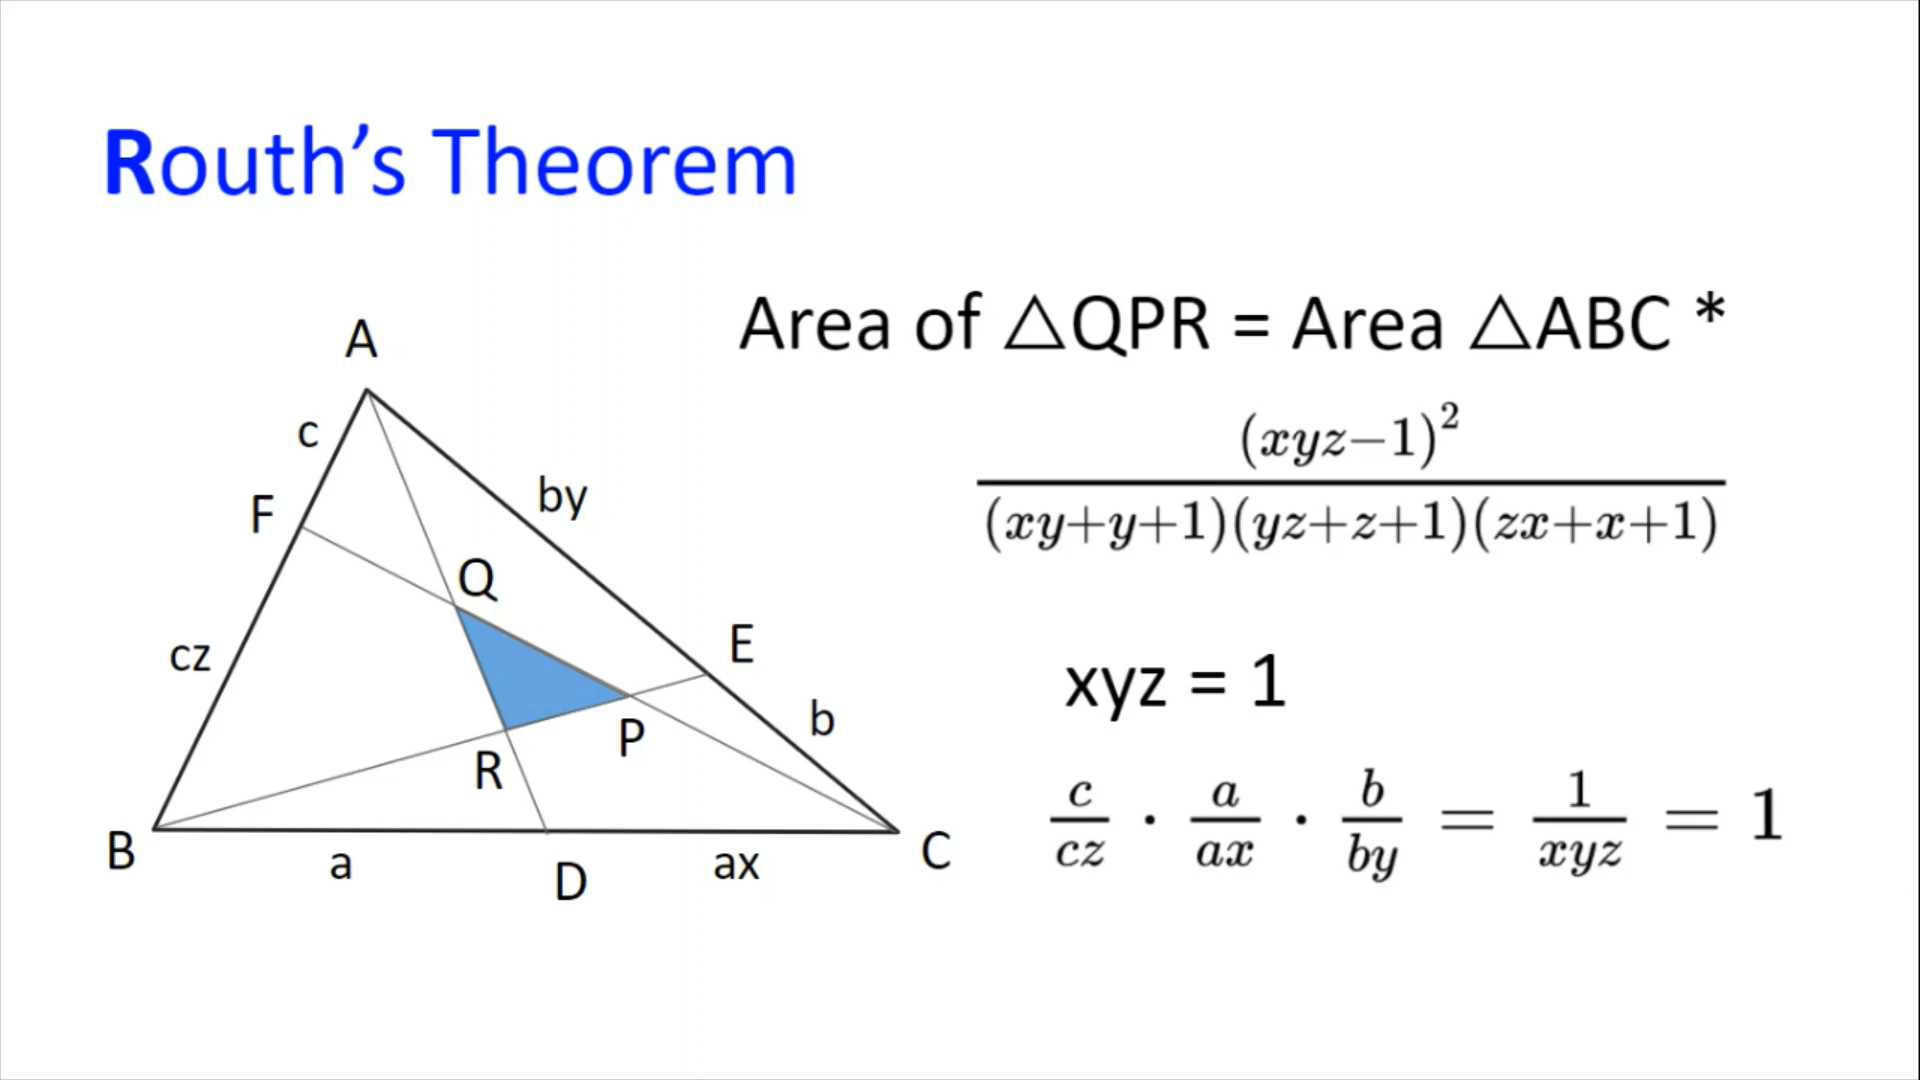 Routh’s Theorem
Area of △QPR = Area △ABC *
(xyz−1)²
(xy+y+1)(yz+z+1)(zx+x+1)
xyz = 1
c/cz · a/ax · b/by = 1/xyz = 1
A
c
by
F
Q
E
cz
b
P
R
B
a
D
ax
C